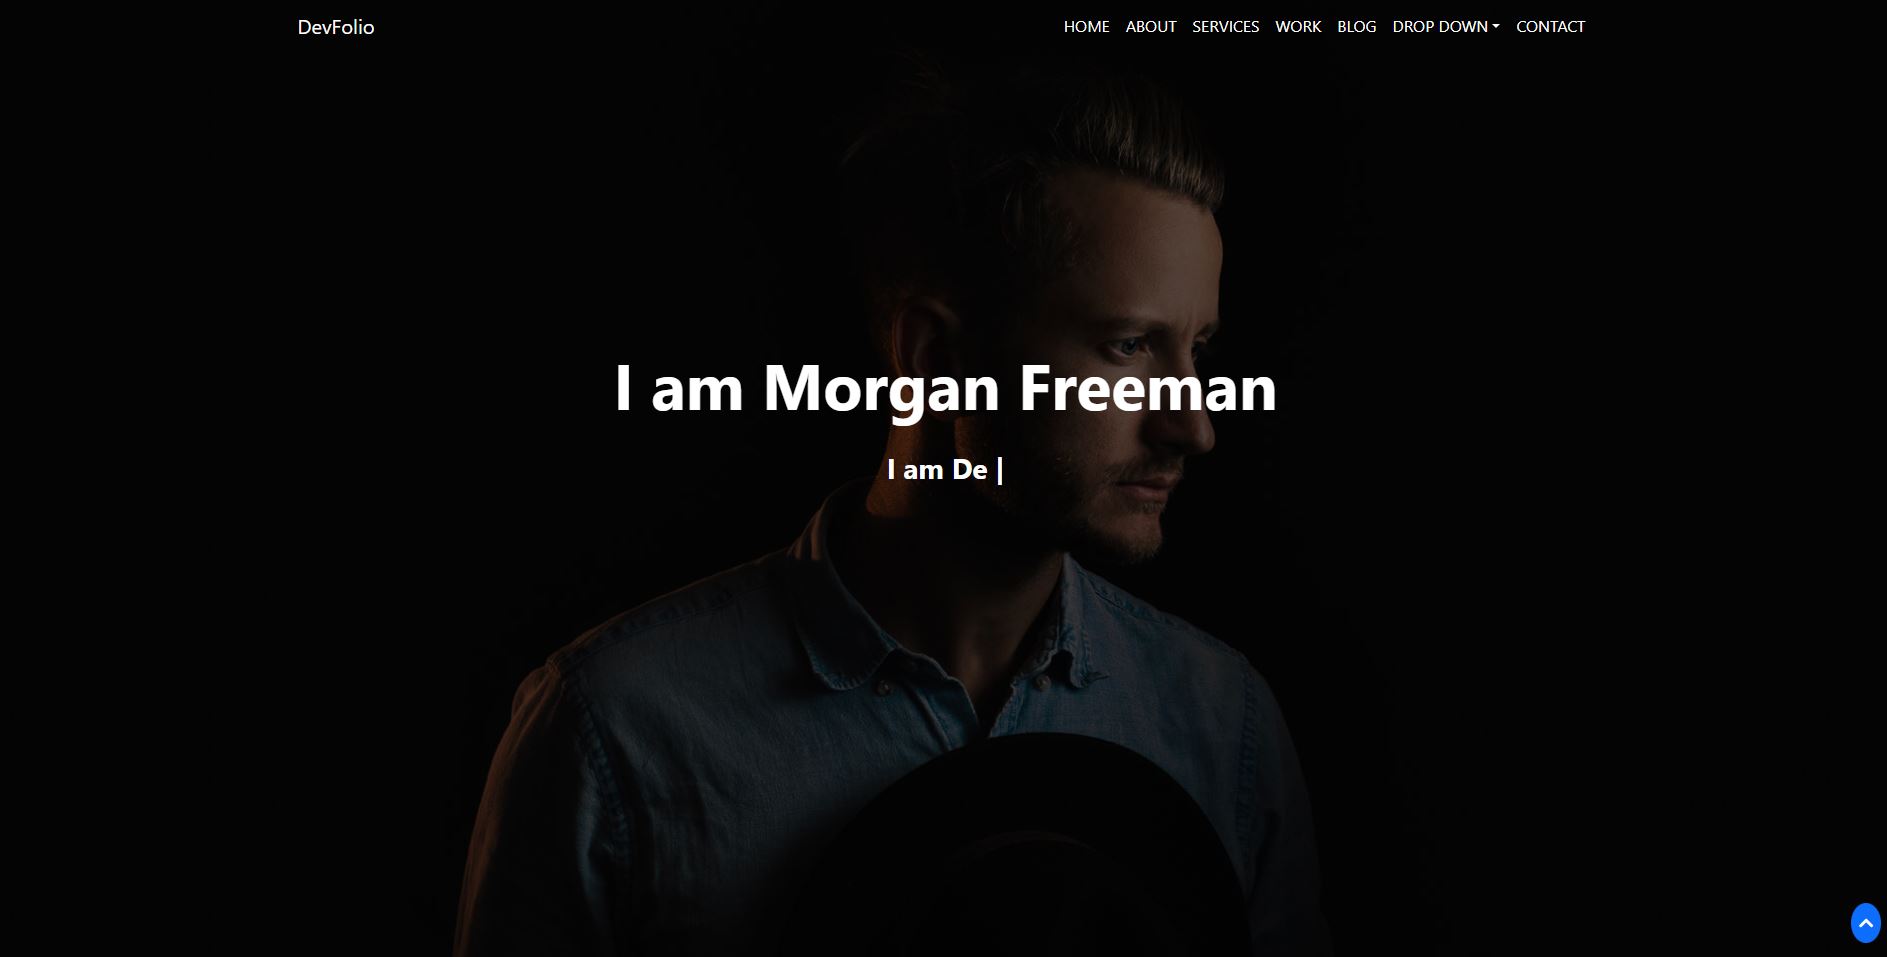 DevFolio HOME ABOUT SERVICES WORK BLOG DROP DOWN CONTACT
I am Morgan Freeman
I am De |